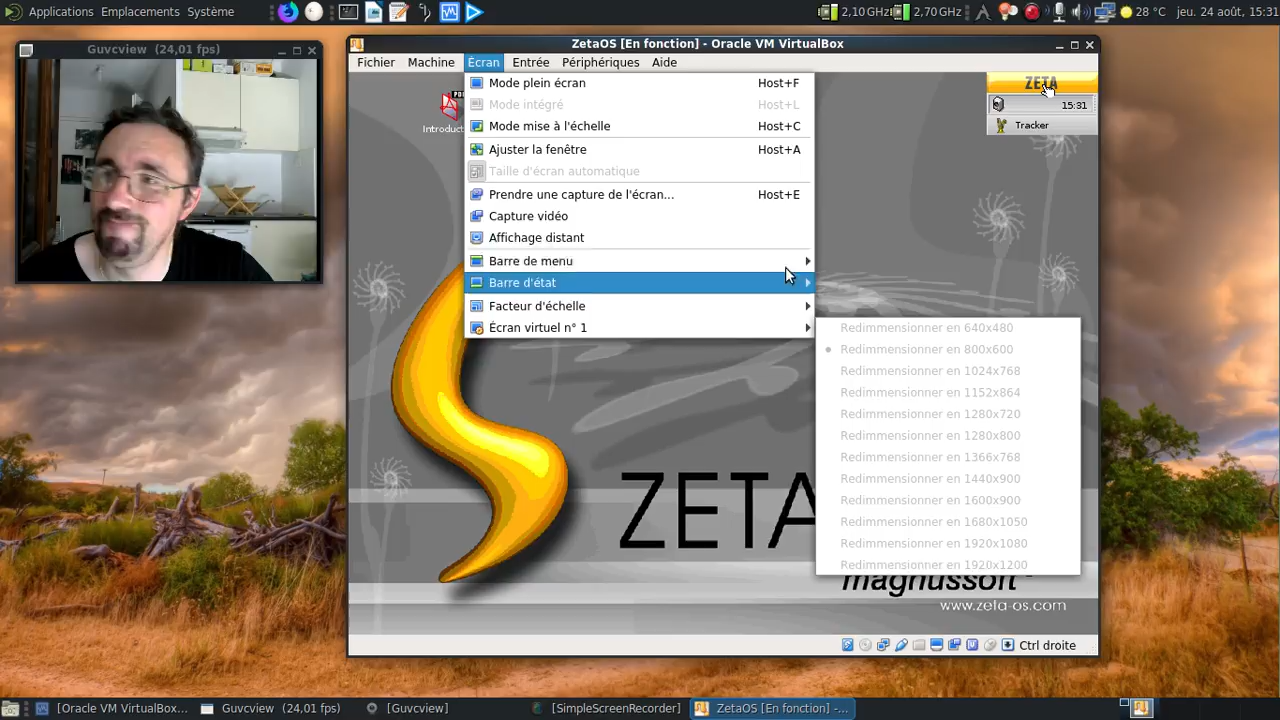 Applications Emplacements Système
2,10 GHz 2,70 GHz 28 °C jeu. 24 août, 15:31
Guvcview (24,01 fps)
ZetaOS [En fonction] - Oracle VM VirtualBox
Fichier Machine Écran Entrée Périphériques Aide
Mode plein écran Host+F
Mode intégré Host+L
Mode mise à l'échelle Host+C
Ajuster la fenêtre Host+A
Taille d'écran automatique
Prendre une capture de l'écran... Host+E
Capture vidéo
Affichage distant
Barre de menu
Barre d'état
Facteur d'échelle
Écran virtuel n° 1
Redimmensionner en 640x480
Redimmensionner en 800x600
Redimmensionner en 1024x768
Redimmensionner en 1152x864
Redimmensionner en 1280x720
Redimmensionner en 1280x800
Redimmensionner en 1366x768
Redimmensionner en 1440x900
Redimmensionner en 1600x900
Redimmensionner en 1680x1050
Redimmensionner en 1920x1080
Redimmensionner en 1920x1200
ZETA
15:31
Tracker
ZETA
magnussoft
www.zeta-os.com
Ctrl droite
[Oracle VM VirtualBox... Guvcview (24,01 fps) [Guvcview] [SimpleScreenRecorder] ZetaOS [En fonction] -...